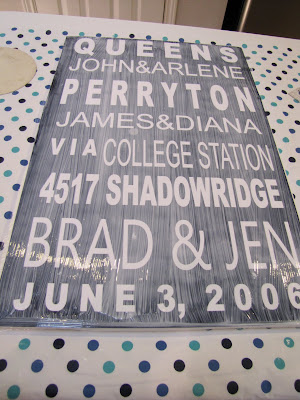 QUEENS
JOHN&ARLENE
PERRYTON
JAMES&DIANA
VIA COLLEGE STATION
4517 SHADOWRIDGE
BRAD & JEN
JUNE 3, 2006